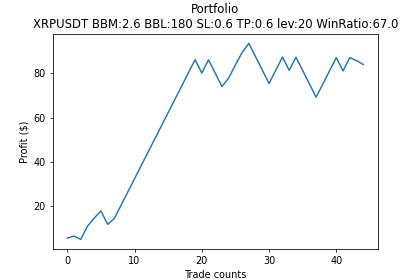 Portfolio
XRPUSDT BBM:2.6 BBL:180 SL:0.6 TP:0.6 lev:20 WinRatio:67.0
80
60
40
20
Profit ($)
0 10 20 30 40
Trade counts